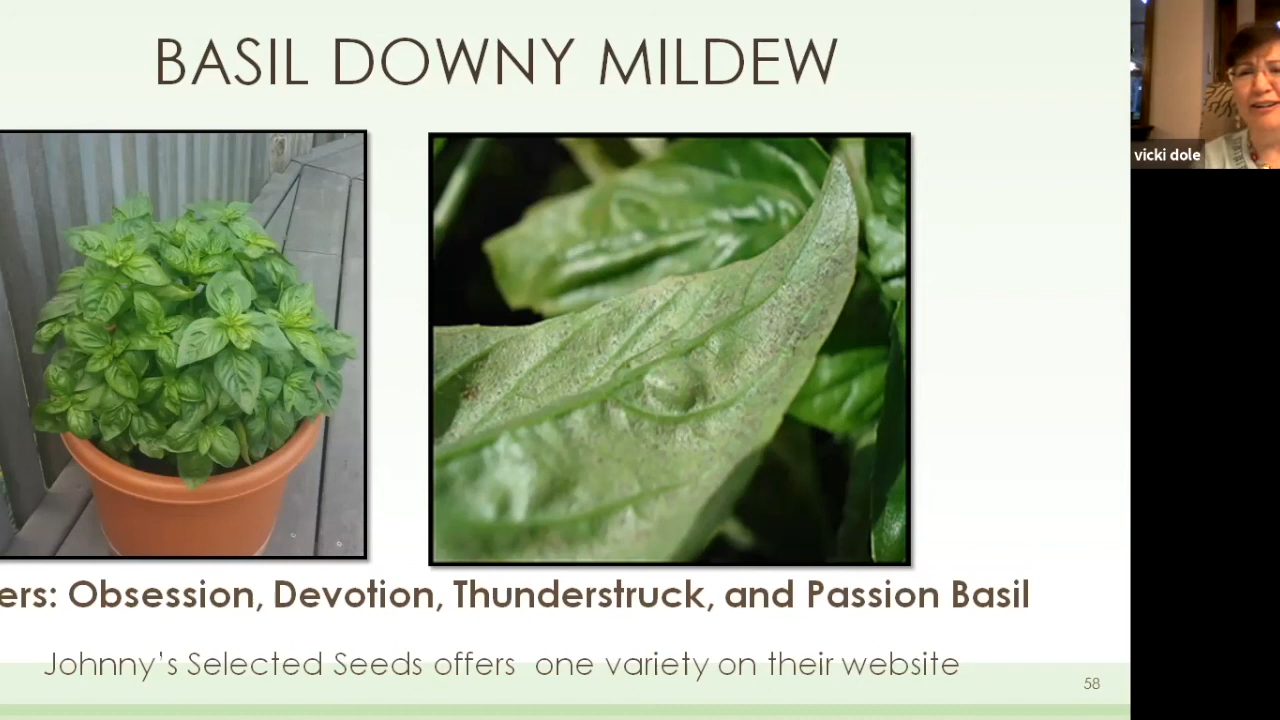 BASIL DOWNY MILDEW
vicki dole
ers: Obsession, Devotion, Thunderstruck, and Passion Basil
Johnny's Selected Seeds offers one variety on their website
58